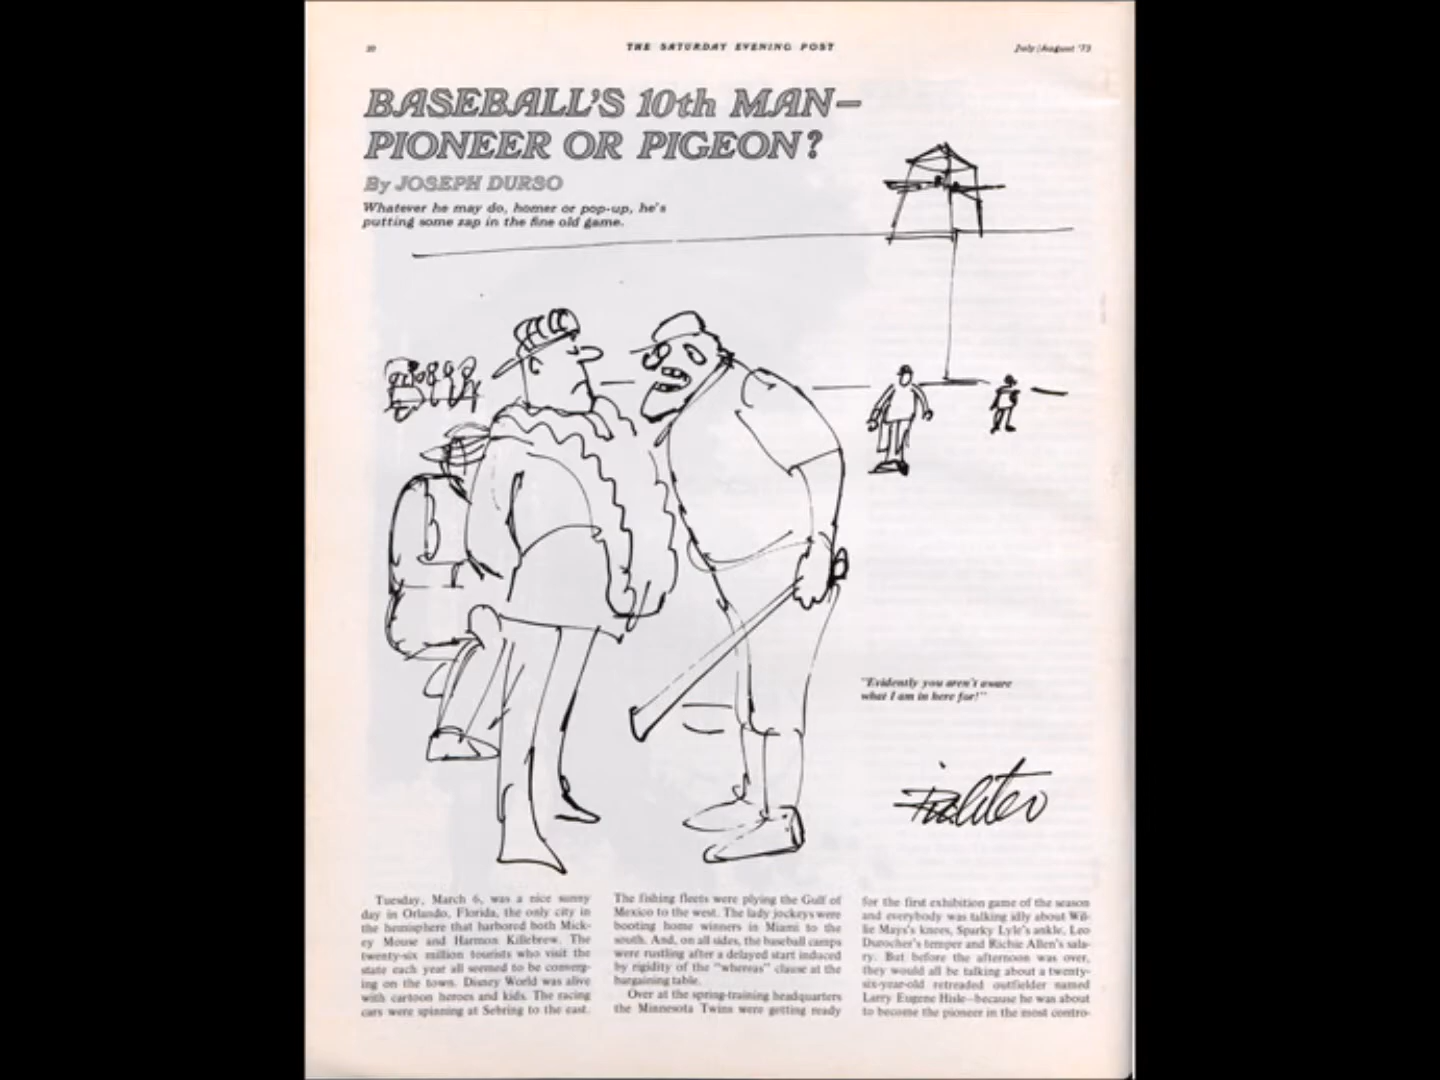 20
THE SATURDAY EVENING POST
July/August '73
BASEBALL'S 10th MAN–
PIONEER OR PIGEON?
By JOSEPH DURSO
Whatever he may do, homer or pop-up, he's
putting some zap in the fine old game.
"Evidently you aren't aware
what I am in here for!"
Tuesday, March 6, was a nice sunny
day in Orlando, Florida, the only city in
the hemisphere that harbored both Mick-
ey Mouse and Harmon Killebrew. The
twenty-six million tourists who visit the
state each year all seemed to be converg-
ing on the town. Disney World was alive
with cartoon heroes and kids. The racing
cars were spinning at Sebring to the east.
The fishing fleets were plying the Gulf of
Mexico to the west. The lady jockeys were
booting home winners in Miami to the
south. And, on all sides, the baseball camps
were rustling after a delayed start induced
by rigidity of the "whereas" clause at the
bargaining table.
Over at the spring-training headquarters
the Minnesota Twins were getting ready
for the first exhibition game of the season
and everybody was talking idly about Wil-
lie Mays's knees, Sparky Lyle's ankle, Leo
Durocher's temper and Richie Allen's sala-
ry. But before the afternoon was over,
they would all be talking about a twenty-
six-year-old retreaded outfielder named
Larry Eugene Hisle—because he was about
to become the pioneer in the most contro-